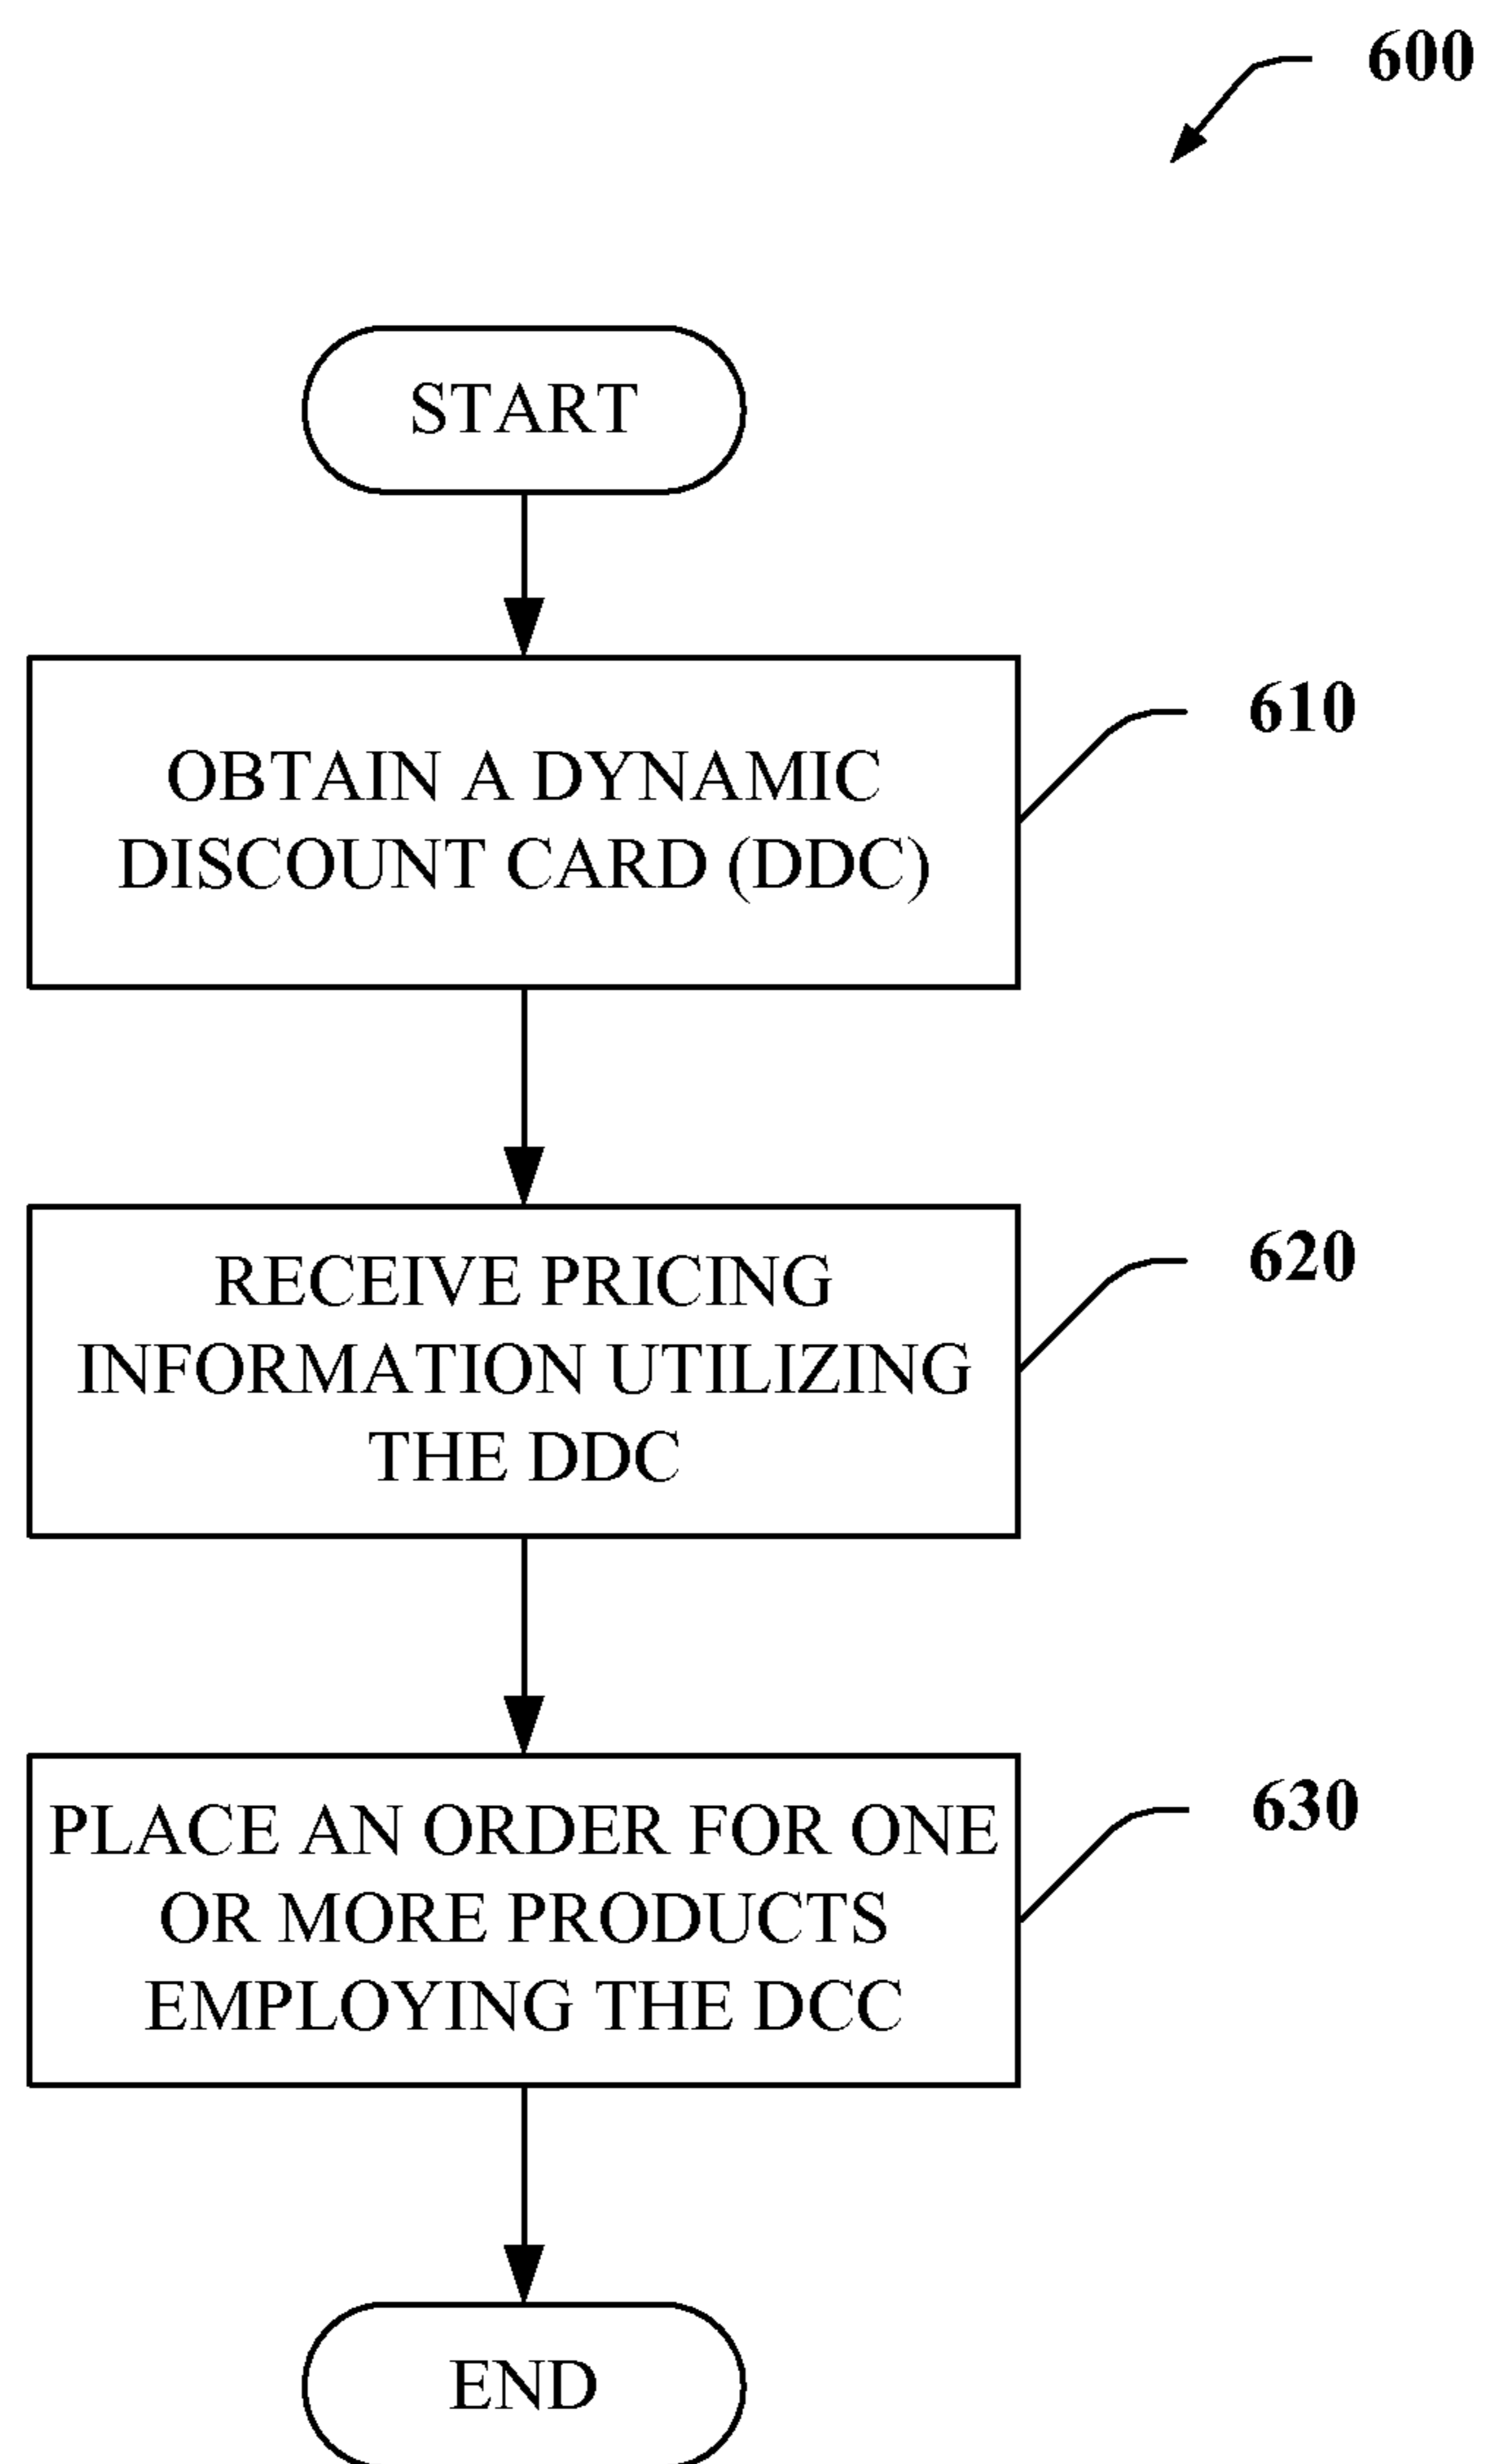 600
START
OBTAIN A DYNAMIC
DISCOUNT CARD (DDC)
610
RECEIVE PRICING
INFORMATION UTILIZING
THE DDC
620
PLACE AN ORDER FOR ONE
OR MORE PRODUCTS
EMPLOYING THE DCC
630
END